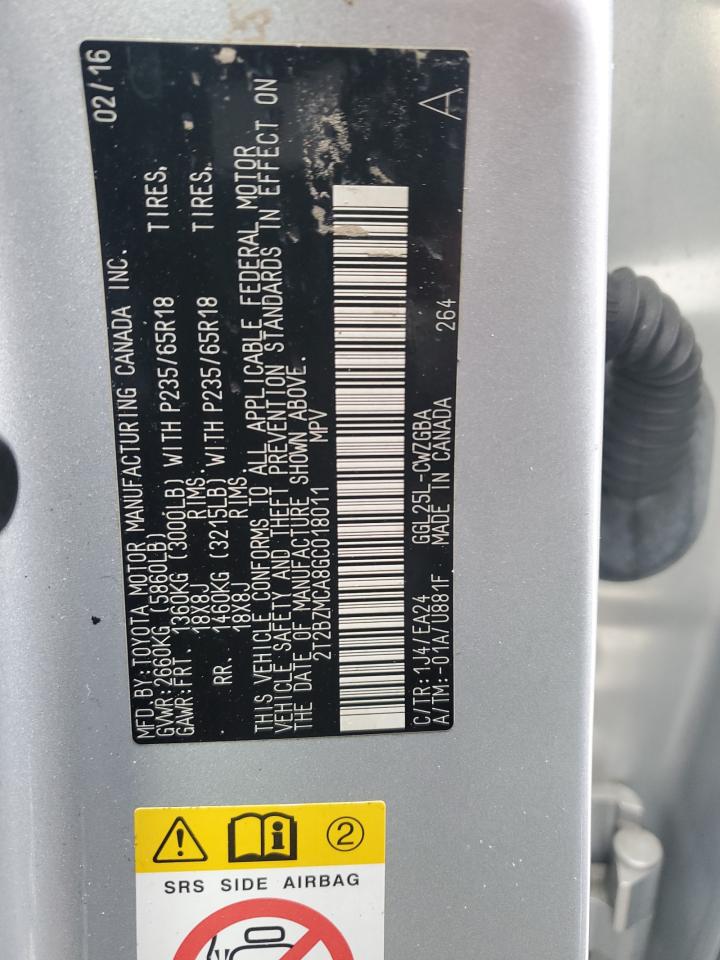 MFD.BY:TOYOTA MOTOR MANUFACTURING CANADA INC. 02/16
GVWR:2660KG (5860LB)
GAWR:FRT. 1360KG (3000LB) WITH P235/65R18 TIRES,
18X8J RIMS.
RR. 1460KG (3215LB) WITH P235/65R18 TIRES,
18X8J RIMS
THIS VEHICLE CONFORMS TO ALL APPLICABLE FEDERAL MOTOR
VEHICLE SAFETY AND THEFT PREVENTION STANDARDS IN EFFECT ON
THE DATE OF MANUFACTURE SHOWN ABOVE.
2T2BZMCA8GC018011 MPV
C/TR:1J4/EA24 GGL25L-CWZGBA 264 A
A/TM:-01A/U881F MADE IN CANADA
2
SRS SIDE AIRBAG